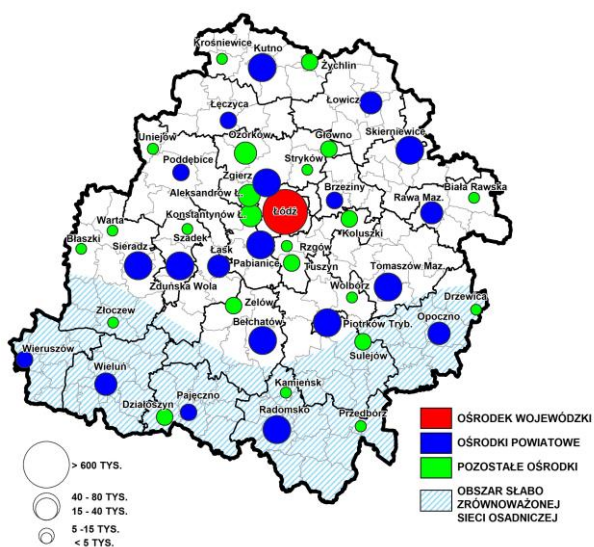 Krośniewice
Kutno
Żychlin
Łowicz
Łęczyca
Skierniewice
Ozorków
Główno
Uniejów
Stryków
Poddębice
Zgierz
Brzeziny
Biała Rawska
Aleksandrów Ł.
Rawa Maz.
Łódź
Konstantynów Ł.
Warta
Koluszki
Szadek
Błaszki
Sieradz
Łask
Rzgów
Pabianice
Tuszyn
Tomaszów Maz.
Zduńska Wola
Wolbórz
Drzewica
Złoczew
Zelów
Opoczno
Bełchatów
Piotrków Tryb.
Wieruszów
Sulejów
Wieluń
Kamieńsk
Pajęczno
Działoszyn
Radomsko
Przedbórz
> 600 TYS.
40 - 80 TYS.
15 - 40 TYS.
5 -15 TYS.
< 5 TYS.
OŚRODEK WOJEWÓDZKI
OŚRODKI POWIATOWE
POZOSTAŁE OŚRODKI
OBSZAR SŁABO
ZRÓWNOWAŻONEJ
SIECI OSADNICZEJ